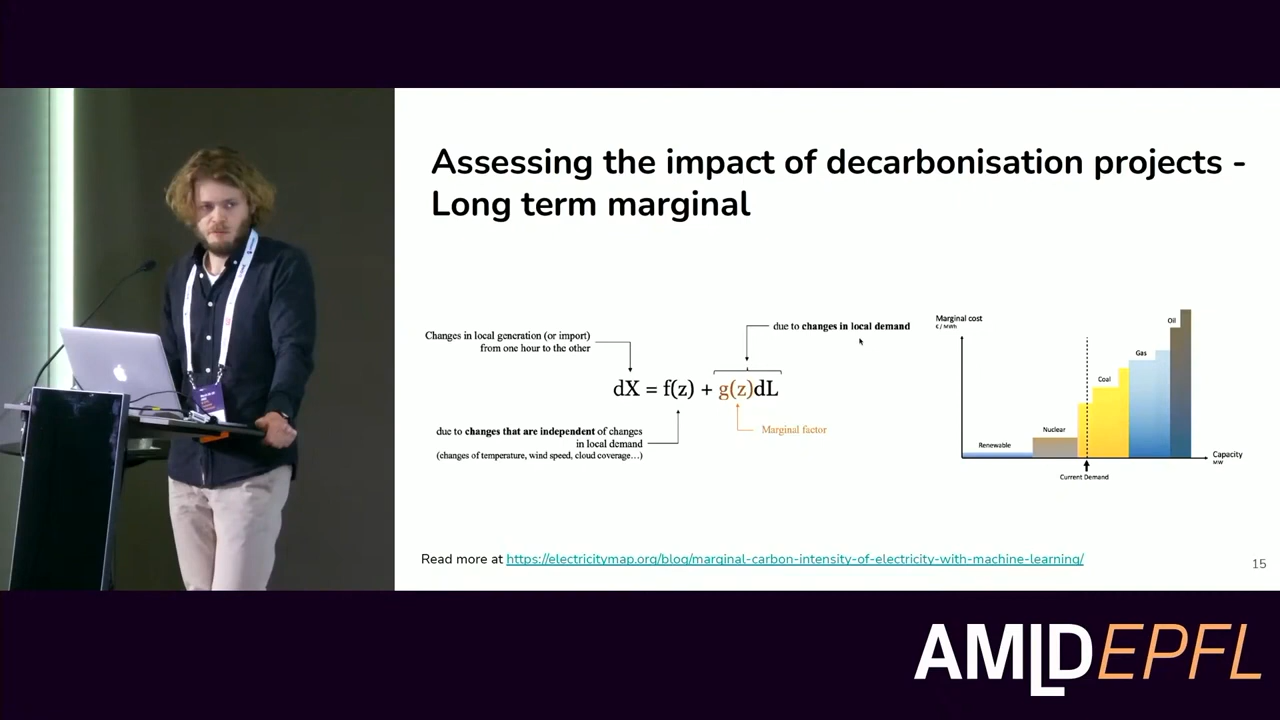 Assessing the impact of decarbonisation projects -
Long term marginal
due to changes in local demand
Changes in local generation (or import)
from one hour to the other
dX = f(z) + g(z)dL
due to changes that are independent of changes
in local demand
(changes of temperature, wind speed, cloud coverage…)
Marginal factor
Marginal cost
€ / MWh
Oil
Gas
Coal
Nuclear
Renewable
Capacity
MW
Current Demand
Read more at https://electricitymap.org/blog/marginal-carbon-intensity-of-electricity-with-machine-learning/
15
AMLDEPFL